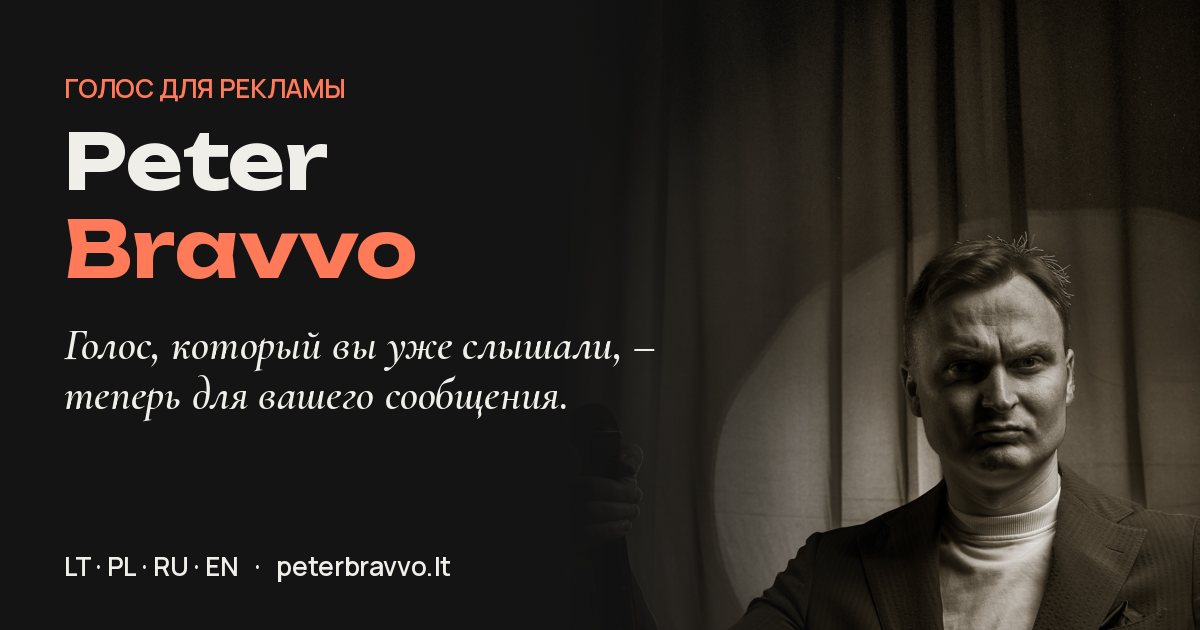 ГОЛОС ДЛЯ РЕКЛАМЫ
Peter
Bravvo
Голос, который вы уже слышали, –
теперь для вашего сообщения.
LT · PL · RU · EN · peterbravvo.lt